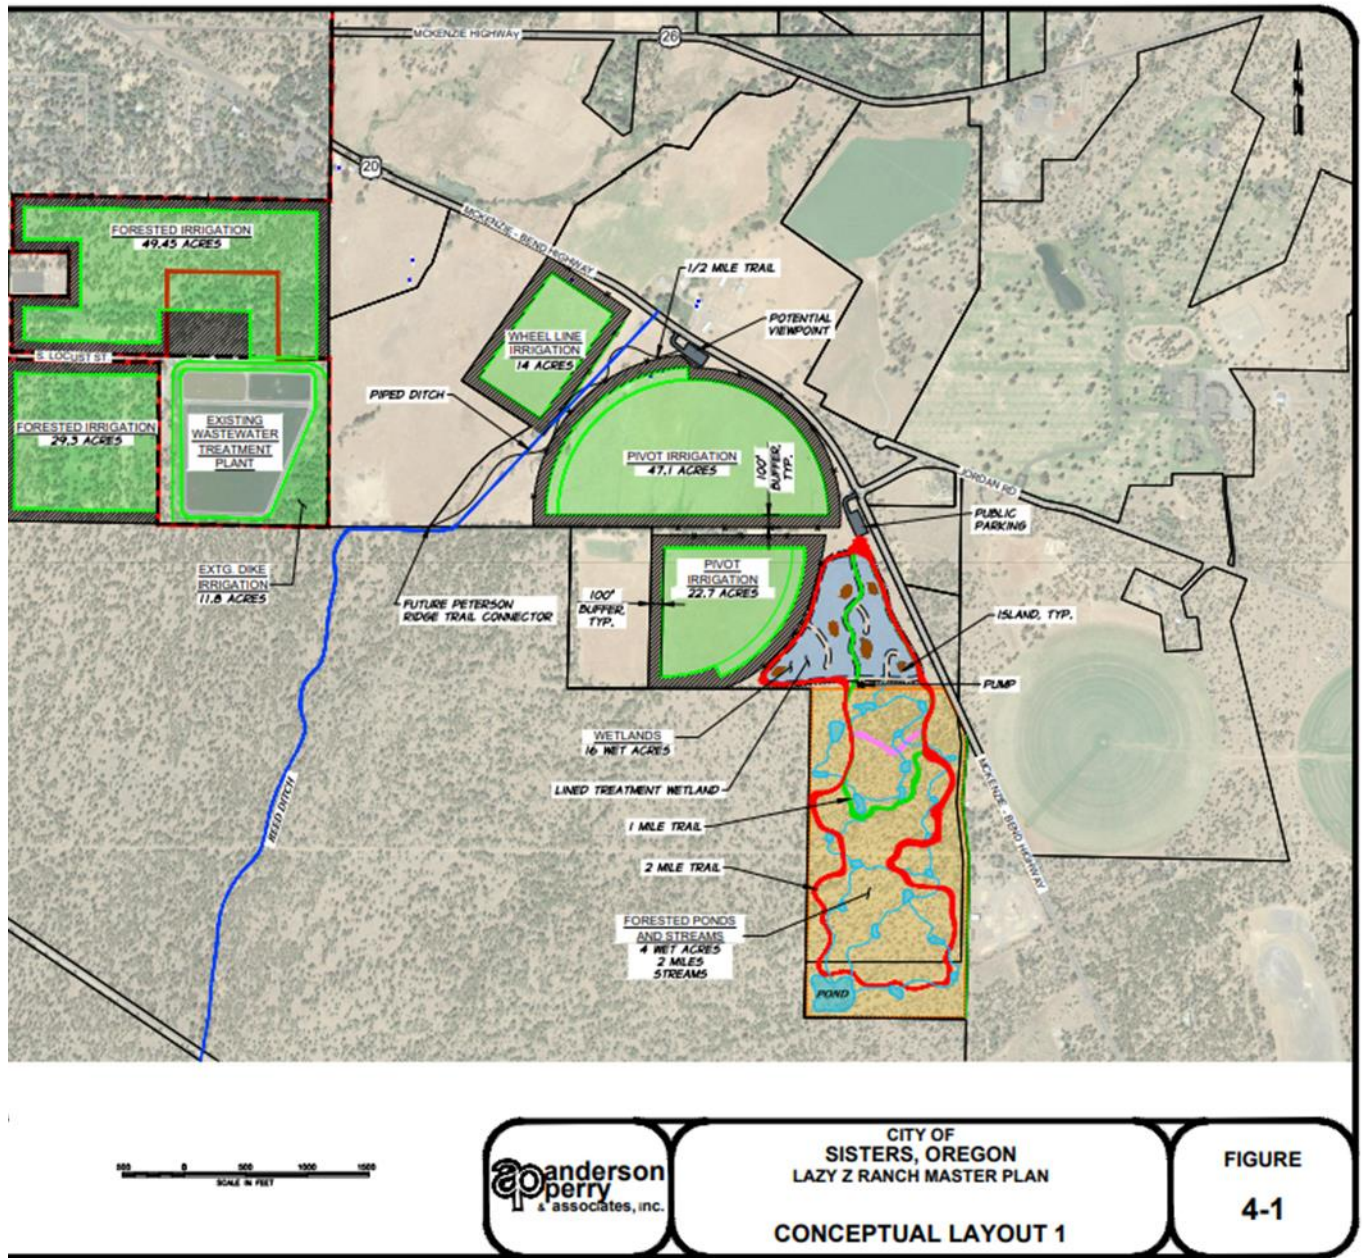 MCKENZIE HIGHWAY
26
20
MCKENZIE - BEND HIGHWAY
FORESTED IRRIGATION
49.45 ACRES
S. LOCUST ST.
FORESTED IRRIGATION
29.3 ACRES
EXISTING
WASTEWATER
TREATMENT
PLANT
EXTG. DIKE
IRRIGATION
11.8 ACRES
WHEEL LINE
IRRIGATION
14 ACRES
1/2 MILE TRAIL
POTENTIAL
VIEWPOINT
PIPED DITCH
PIVOT IRRIGATION
47.1 ACRES
100'
BUFFER,
TYP.
JORDAN RD
PUBLIC
PARKING
PIVOT
IRRIGATION
22.7 ACRES
100'
BUFFER,
TYP.
FUTURE PETERSON
RIDGE TRAIL CONNECTOR
ISLAND, TYP.
PUMP
WETLANDS
16 WET ACRES
LINED TREATMENT WETLAND
MCKENZIE - BEND HIGHWAY
REED DITCH
1 MILE TRAIL
2 MILE TRAIL
FORESTED PONDS
AND STREAMS
4 WET ACRES
2 MILES
STREAMS
POND
500 0 500 1000 1500
SCALE IN FEET
ap anderson
perry
& associates, inc.
CITY OF
SISTERS, OREGON
LAZY Z RANCH MASTER PLAN
CONCEPTUAL LAYOUT 1
FIGURE
4-1